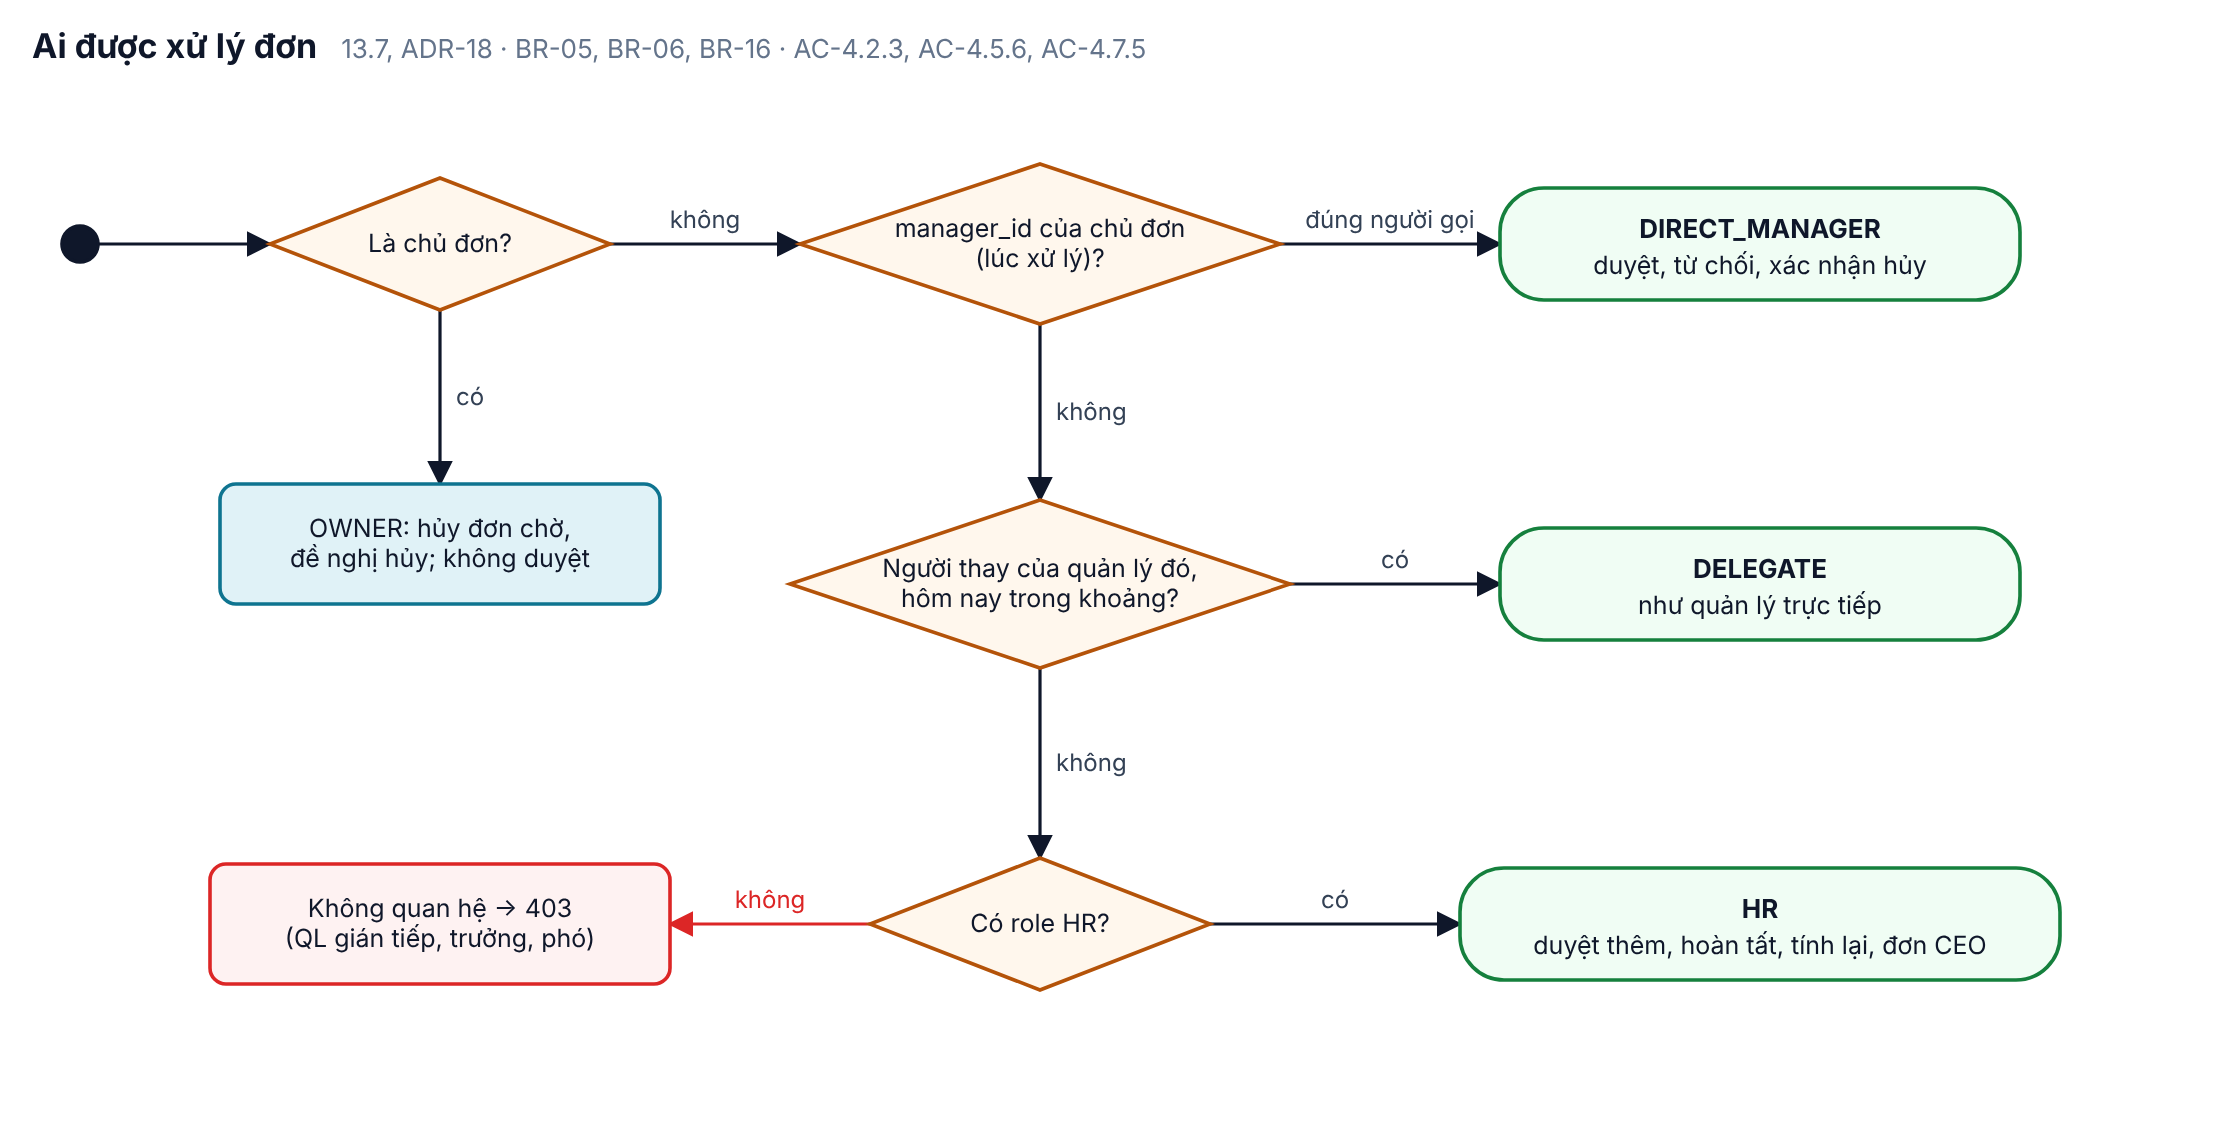 Ai được xử lý đơn 13.7, ADR-18 · BR-05, BR-06, BR-16 · AC-4.2.3, AC-4.5.6, AC-4.7.5
Là chủ đơn?
không
manager_id của chủ đơn
(lúc xử lý)?
đúng người gọi
DIRECT_MANAGER
duyệt, từ chối, xác nhận hủy
có
không
OWNER: hủy đơn chờ,
đề nghị hủy; không duyệt
Người thay của quản lý đó,
hôm nay trong khoảng?
có
DELEGATE
như quản lý trực tiếp
không
Không quan hệ → 403
(QL gián tiếp, trưởng, phó)
không
Có role HR?
có
HR
duyệt thêm, hoàn tất, tính lại, đơn CEO